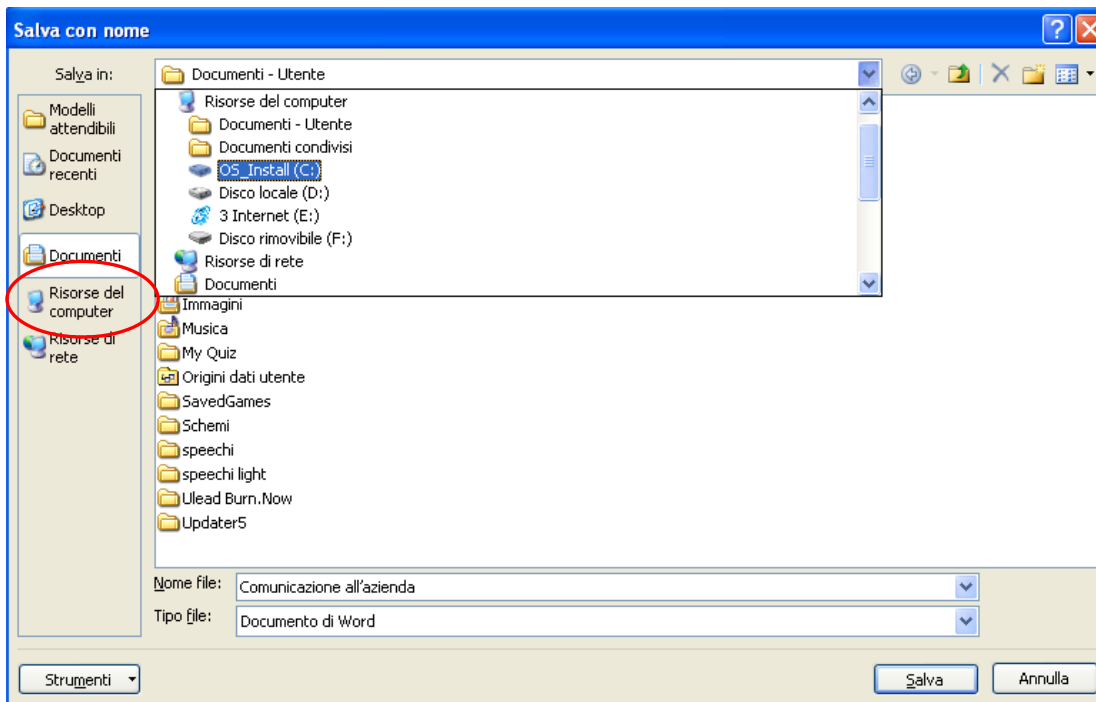 Salva con nome
Salva in:
Documenti - Utente
Modelli
attendibili
Documenti
recenti
Desktop
Documenti
Risorse del
computer
Risorse di
rete
Risorse del computer
Documenti - Utente
Documenti condivisi
OS_Install (C:)
Disco locale (D:)
3 Internet (E:)
Disco rimovibile (F:)
Risorse di rete
Documenti
Immagini
Musica
My Quiz
Origini dati utente
SavedGames
Schemi
speechi
speechi light
Ulead Burn.Now
Updater5
Nome file:
Comunicazione all'azienda
Tipo file:
Documento di Word
Strumenti
Salva
Annulla